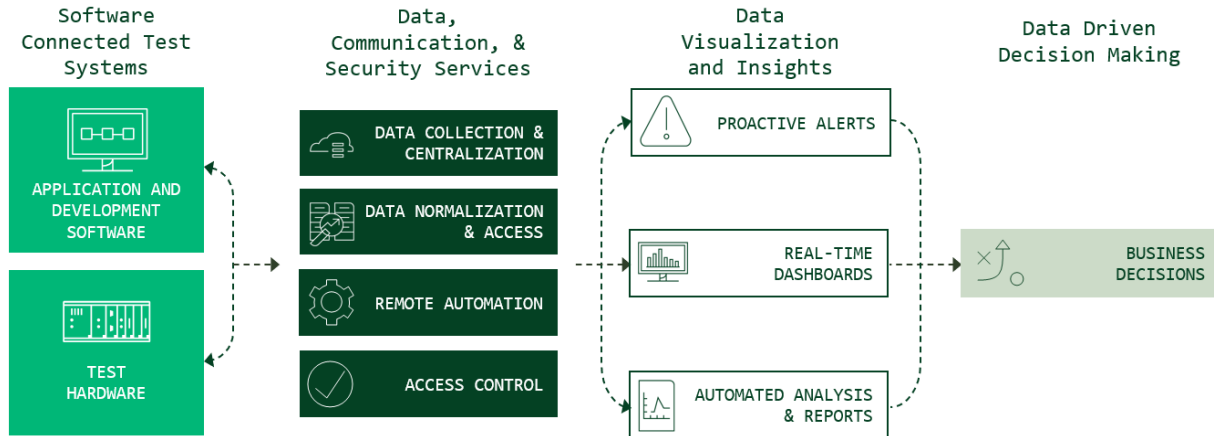 Software
Connected Test
Systems
Data,
Communication, &
Security Services
Data
Visualization
and Insights
Data Driven
Decision Making
APPLICATION AND
DEVELOPMENT
SOFTWARE
TEST
HARDWARE
DATA COLLECTION &
CENTRALIZATION
DATA NORMALIZATION
& ACCESS
REMOTE AUTOMATION
ACCESS CONTROL
PROACTIVE ALERTS
REAL-TIME
DASHBOARDS
AUTOMATED ANALYSIS
& REPORTS
BUSINESS
DECISIONS